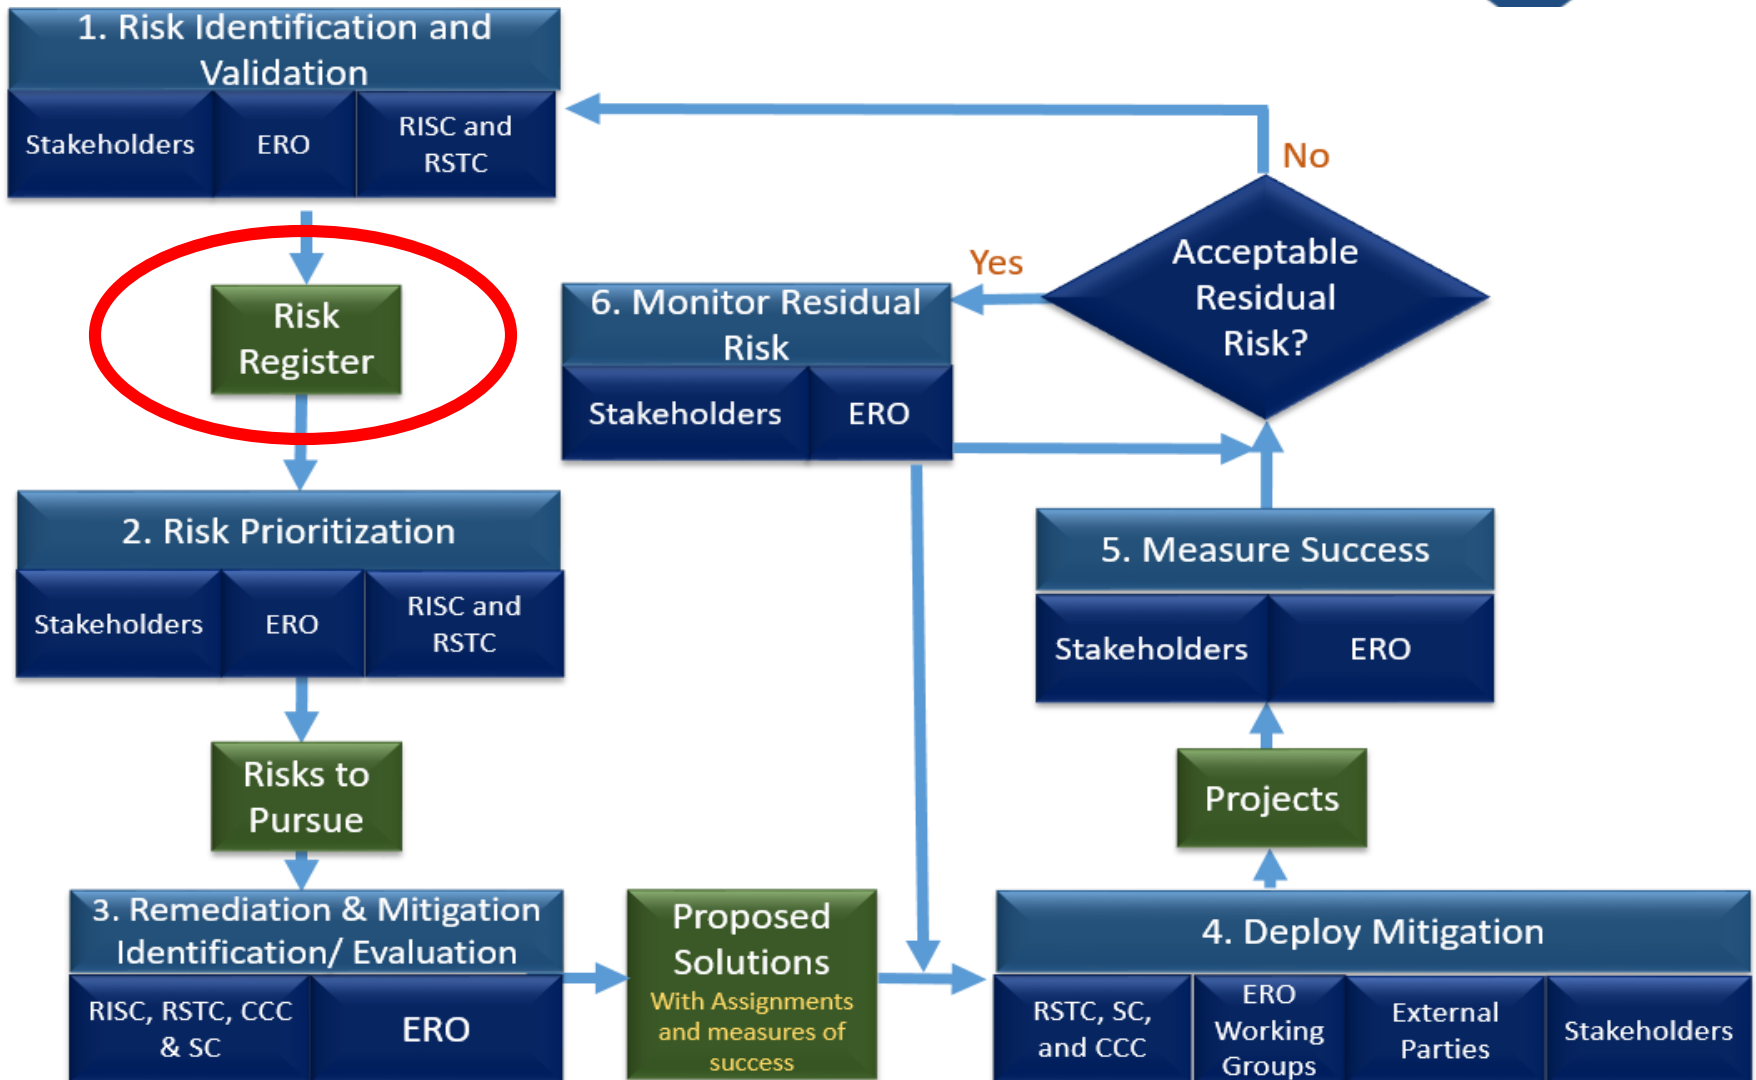 1. Risk Identification and
Validation
Stakeholders
ERO
RISC and
RSTC
Risk
Register
2. Risk Prioritization
Stakeholders
ERO
RISC and
RSTC
Risks to
Pursue
3. Remediation & Mitigation
Identification/ Evaluation
RISC, RSTC, CCC
& SC
ERO
Proposed
Solutions
With Assignments
and measures of
success
4. Deploy Mitigation
RSTC, SC,
and CCC
ERO
Working
Groups
External
Parties
Stakeholders
Projects
5. Measure Success
Stakeholders
ERO
Acceptable
Residual
Risk?
No
Yes
6. Monitor Residual
Risk
Stakeholders
ERO